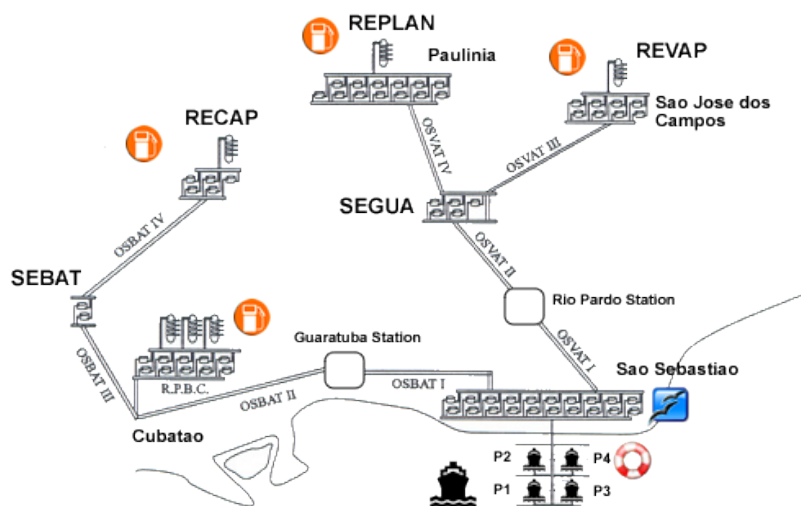 REPLAN
Paulinia
REVAP
Sao Jose dos
Campos
RECAP
OSVAT IV
OSVAT III
SEGUA
OSBAT IV
OSVAT II
SEBAT
Rio Pardo Station
Guaratuba Station
OSVAT I
R.P.B.C.
OSBAT III
OSBAT I
Sao Sebastiao
OSBAT II
Cubatao
P2
P4
P1
P3